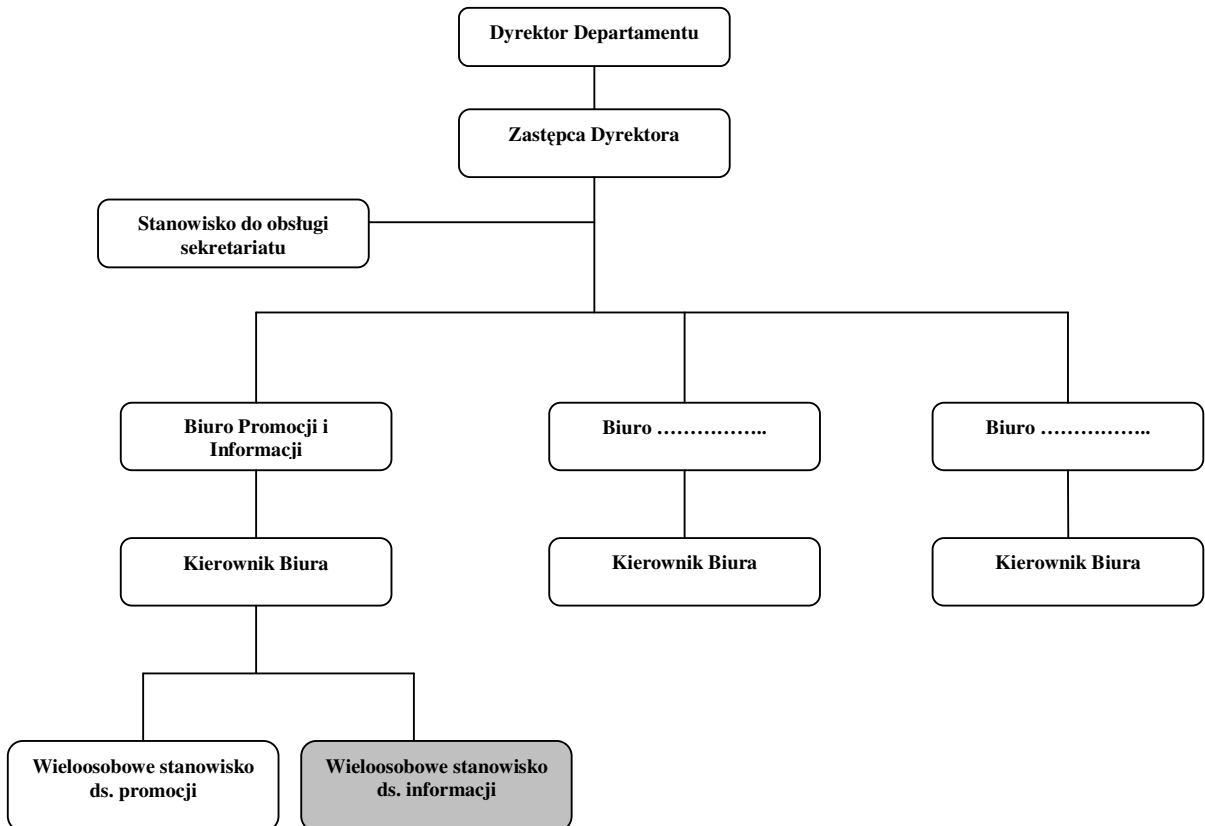 Dyrektor Departamentu
Zastępca Dyrektora
Stanowisko do obsługi
sekretariatu
Biuro Promocji i
Informacji
Biuro ……………..
Biuro ……………..
Kierownik Biura
Kierownik Biura
Kierownik Biura
Wieloosobowe stanowisko
ds. promocji
Wieloosobowe stanowisko
ds. informacji